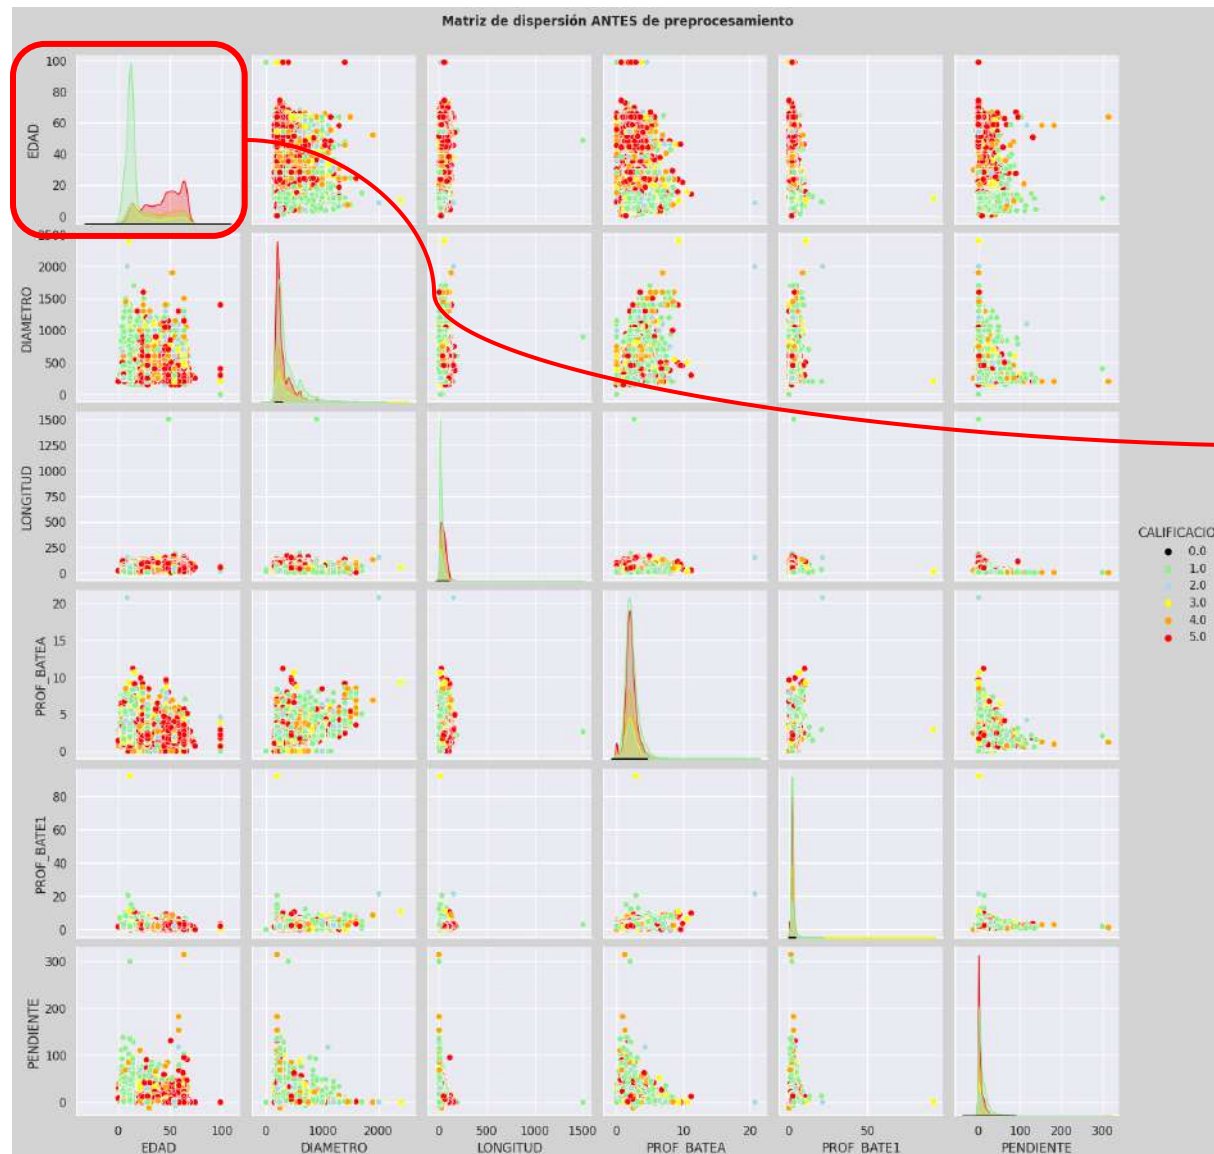 Matriz de dispersión ANTES de preprocesamiento
100
80
60
40
20
0
EDAD
2500
2000
1500
1000
500
0
DIAMETRO
1500
1250
1000
750
500
250
0
LONGITUD
CALIFICACIO
0.0
1.0
2.0
3.0
4.0
5.0
20
15
10
5
0
PROF_BATEA
80
60
40
20
0
PROF_BATE1
300
200
100
0
PENDIENTE
0 50 100
0 1000 2000
0 500 1000 1500
0 10 20
0 50
0 100 200 300
EDAD DIAMETRO LONGITUD PROF_BATEA PROF_BATE1 PENDIENTE